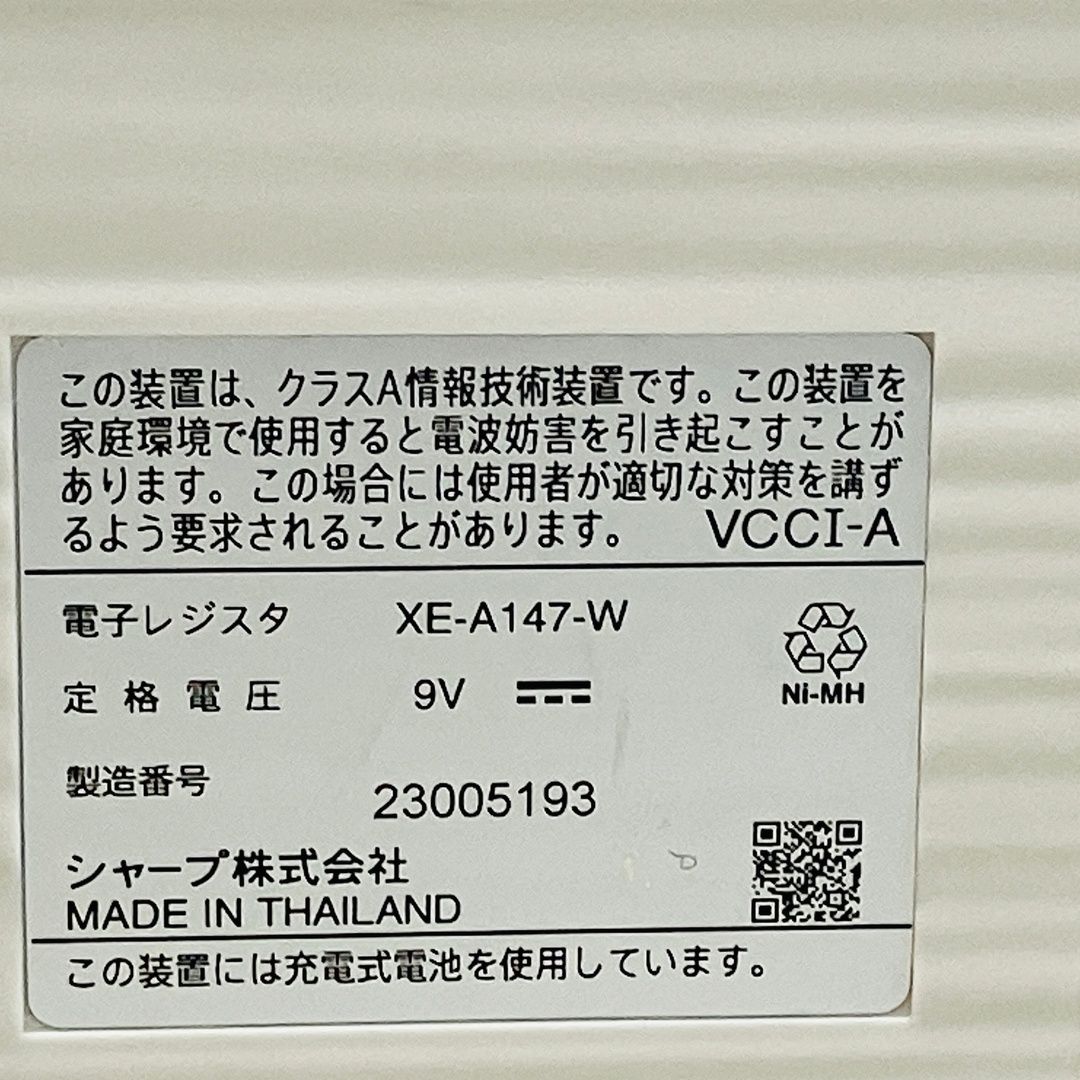 この装置は、クラスA情報技術装置です。この装置を
家庭環境で使用すると電波妨害を引き起こすことが
あります。この場合には使用者が適切な対策を講ず
るよう要求されることがあります。 VCCI-A
電子レジスタ XE-A147-W
定格電圧 9V
Ni-MH
製造番号 23005193
シャープ株式会社
MADE IN THAILAND
この装置には充電式電池を使用しています。